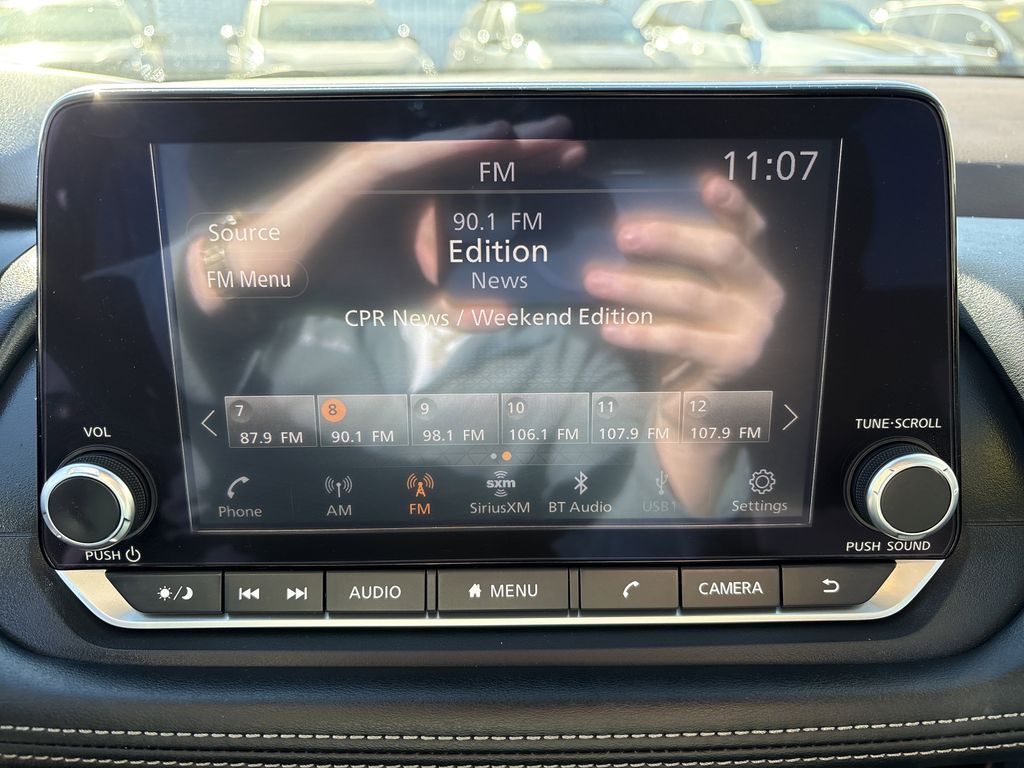 FM
11:07
90.1 FM
Source
Edition
FM Menu
News
CPR News / Weekend Edition
7
87.9 FM
8
90.1 FM
9
98.1 FM
10
106.1 FM
11
107.9 FM
12
107.9 FM
VOL
TUNE·SCROLL
Phone
AM
FM
sxm
SiriusXM
BT Audio
USB1
Settings
PUSH
PUSH SOUND
AUDIO
MENU
CAMERA